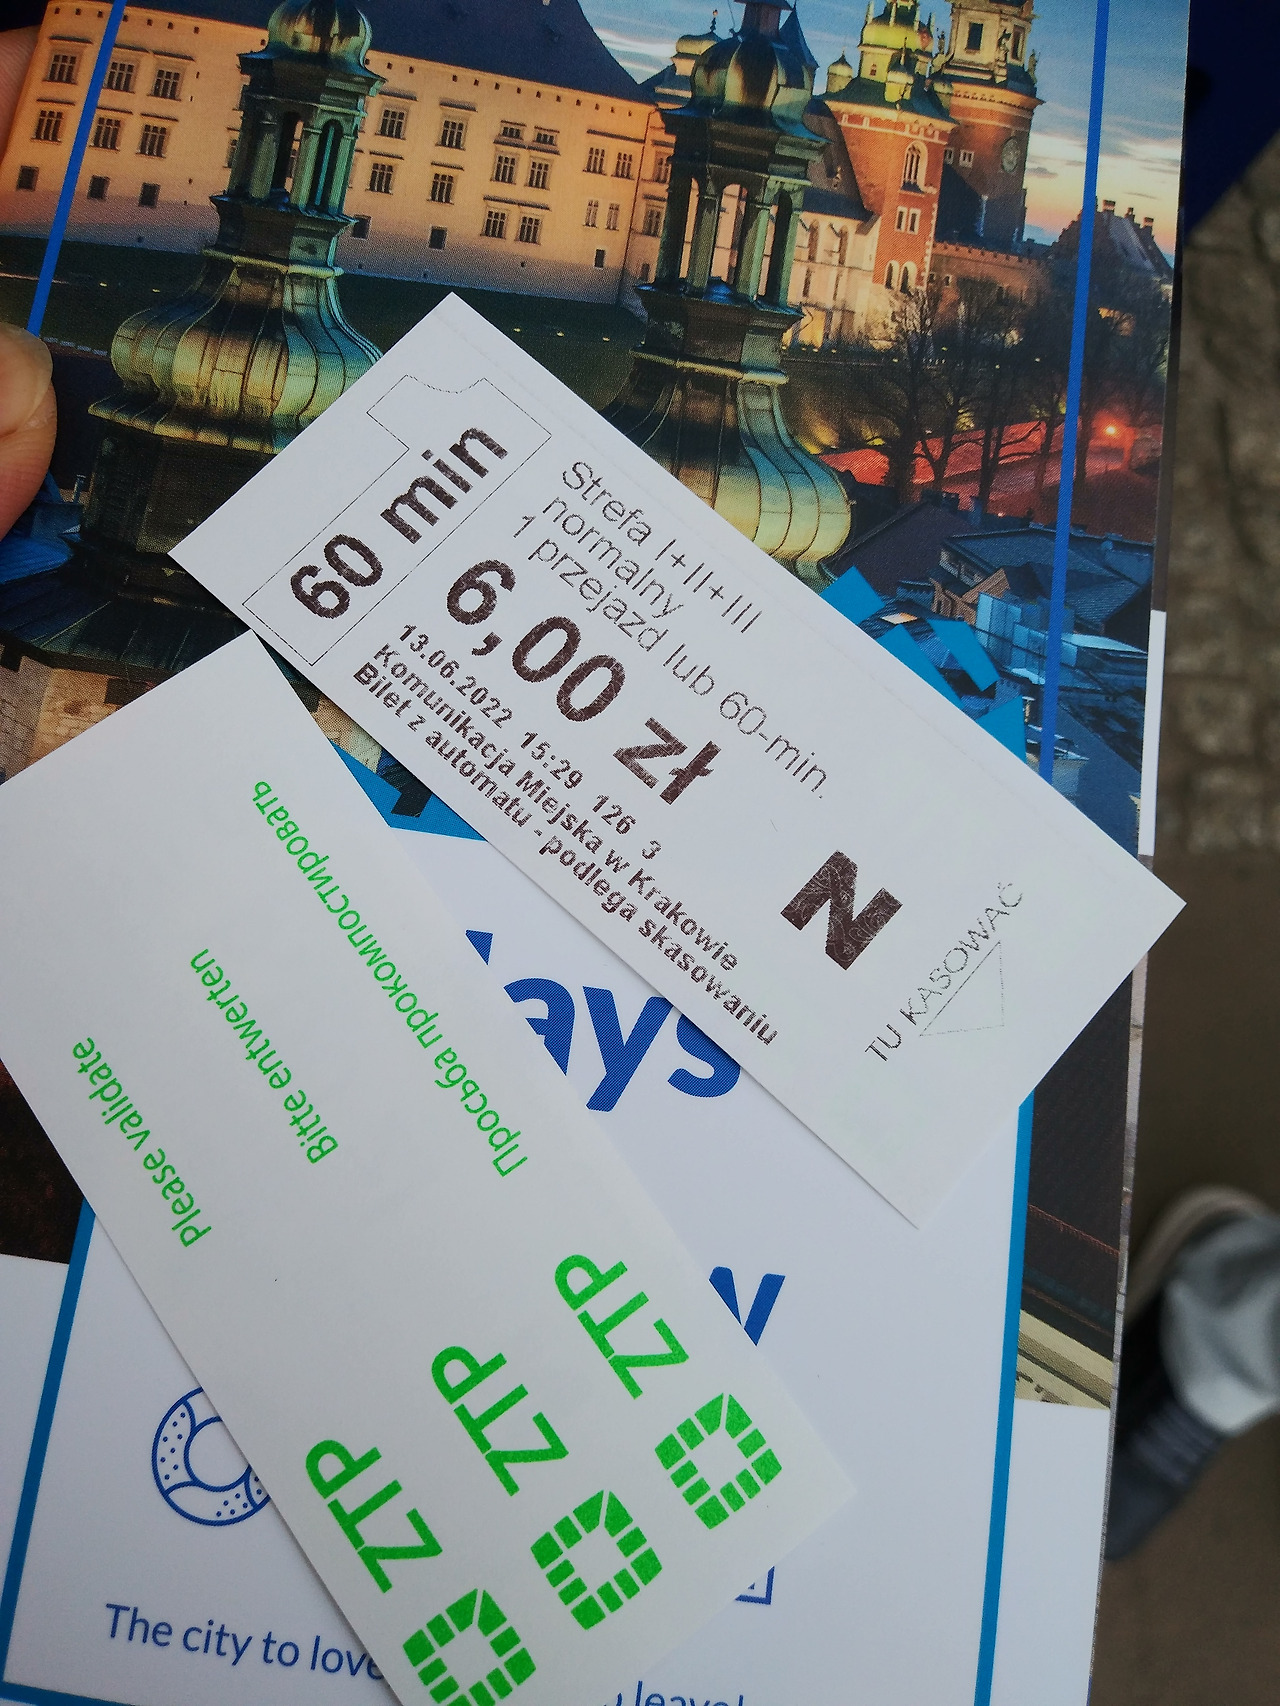 60 min
Strefa I+II+III
normalny
1 przejazd lub 60-min.
6,00 zł
13.06.2022 15:29 126 3
Komunikacja Miejska w Krakowie
Bilet z automatu - podlega skasowaniu
N
TU KASOWAĆ
Просьба прокомпостировать
Bitte entwerten
Please validate
ZTP
ZTP
ZTP
ays
w
The city to love
leave!